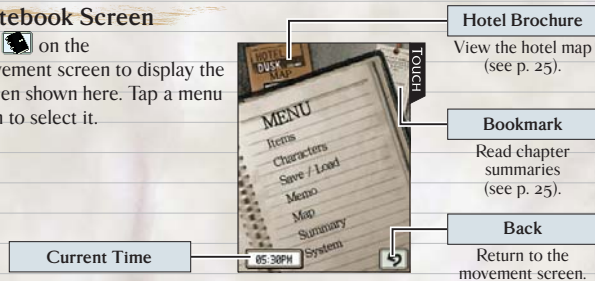 tebook Screen
on the
vement screen to display the
en shown here. Tap a menu
to select it.
HOTEL
DUSK
MAP
TOUCH
MENU
Items
Characters
Save / Load
Memo
Map
Summary
System
05:30PM
Current Time
Hotel Brochure
View the hotel map
(see p. 25).
Bookmark
Read chapter
summaries
(see p. 25).
Back
Return to the
movement screen.